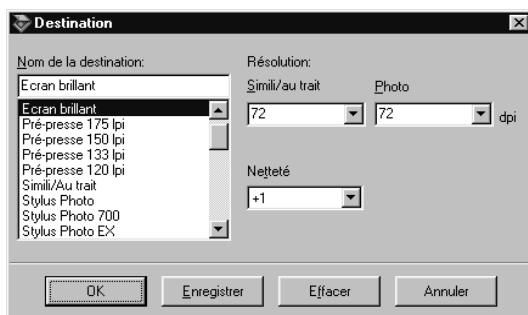 Destination
Nom de la destination:
Ecran brillant
Ecran brillant
Pré-presse 175 lpi
Pré-presse 150 lpi
Pré-presse 133 lpi
Pré-presse 120 lpi
Simili/Au trait
Stylus Photo
Stylus Photo 700
Stylus Photo EX
Résolution:
Simili/au trait
Photo
72
72
dpi
Netteté
+1
OK
Enregistrer
Effacer
Annuler